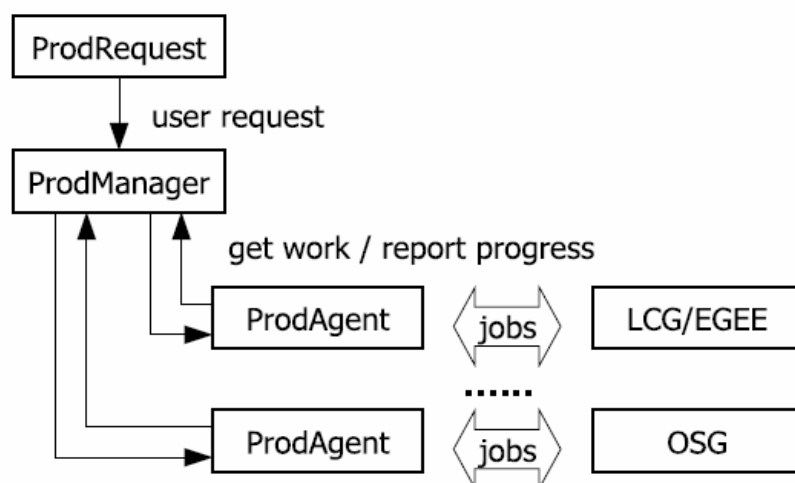 ProdRequest
user request
ProdManager
get work / report progress
ProdAgent
jobs
LCG/EGEE
.......
ProdAgent
jobs
OSG